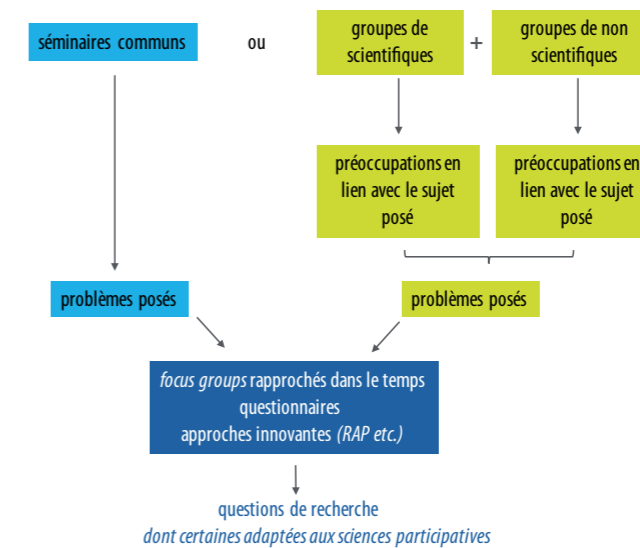 séminaires communs
ou
groupes de
scientifiques
+
groupes de non
scientifiques
préoccupations en
lien avec le sujet
posé
préoccupations en
lien avec le sujet
posé
problèmes posés
problèmes posés
focus groups rapprochés dans le temps
questionnaires
approches innovantes (RAP etc.)
questions de recherche
dont certaines adaptées aux sciences participatives